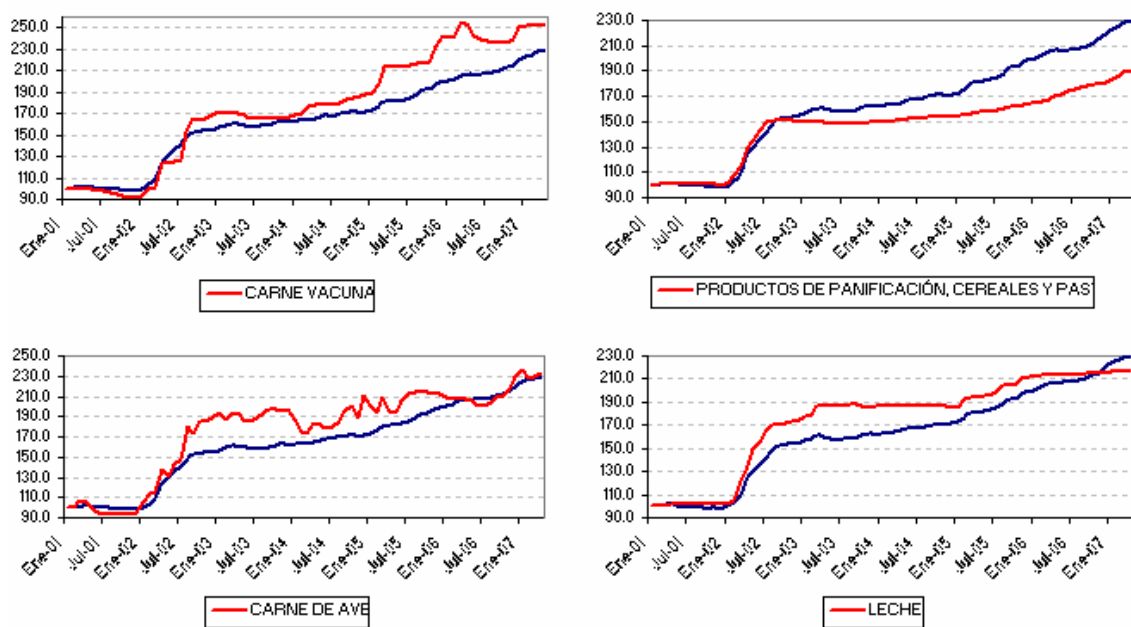 250.0
230.0
210.0
190.0
170.0
150.0
130.0
110.0
90.0
Ene-01
Jul-01
Ene-02
Jul-02
Ene-03
Jul-03
Ene-04
Jul-04
Ene-05
Jul-05
Ene-06
Jul-06
Ene-07
CARNE VACUNA
230.0
210.0
190.0
170.0
150.0
130.0
110.0
90.0
Ene-01
Jul-01
Ene-02
Jul-02
Ene-03
Jul-03
Ene-04
Jul-04
Ene-05
Jul-05
Ene-06
Jul-06
Ene-07
PRODUCTOS DE PANIFICACIÓN, CEREALES Y PAS
250.0
230.0
210.0
190.0
170.0
150.0
130.0
110.0
90.0
Ene-01
Jul-01
Ene-02
Jul-02
Ene-03
Jul-03
Ene-04
Jul-04
Ene-05
Jul-05
Ene-06
Jul-06
Ene-07
CARNE DE AVE
230.0
210.0
190.0
170.0
150.0
130.0
110.0
90.0
Ene-01
Jul-01
Ene-02
Jul-02
Ene-03
Jul-03
Ene-04
Jul-04
Ene-05
Jul-05
Ene-06
Jul-06
Ene-07
LECHE